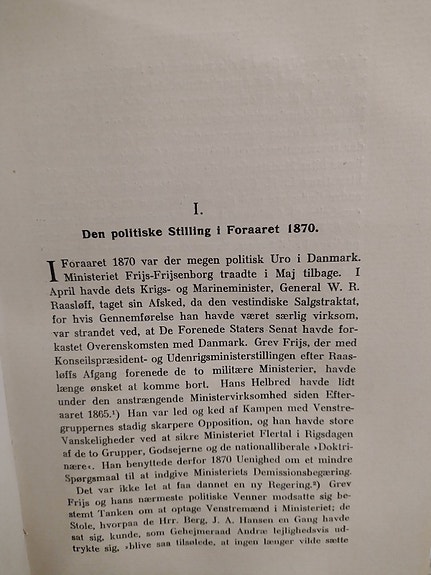 I.
Den politiske Stilling i Foraaret 1870.
I Foraaret 1870 var der megen politisk Uro i Danmark.
Ministeriet Frijs-Frijsenborg traadte i Maj tilbage. I
April havde dets Krigs- og Marineminister, General W. R.
Raasløff, taget sin Afsked, da den vestindiske Salgstraktat,
for hvis Gennemførelse han havde været særlig virksom,
var strandet ved, at De Forenede Staters Senat havde for-
kastet Overenskomsten med Danmark. Grev Frijs, der med
Konseilspræsident- og Udenrigsministerstillingen efter Raas-
løffs Afgang forenede de to militære Ministerier, havde
længe ønsket at komme bort. Hans Helbred havde lidt
under den anstrængende Ministervirksomhed siden Efter-
aaret 1865.¹) Han var led og ked af Kampen med Venstre-
gruppernes stadig skarpere Opposition, og han havde store
Vanskeligheder ved at sikre Ministeriet Flertal i Rigsdagen
af de to Grupper, Godsejerne og de nationalliberale »Doktri-
nære«. Han benyttede derfor 1870 Uenighed om et mindre
Spørgsmaal til at indgive Ministeriets Demissionsbegæring.
Det var ikke let at faa dannet en ny Regering.²) Grev
Frijs og hans nærmeste politiske Venner modsatte sig be-
stemt Tanken om at optage Venstremænd i Ministeriet; de
Stole, hvorpaa de Hrr. Berg, J. A. Hansen en Gang havde
sat sig, kunde, som Gehejmeraad Andræ lejlighedsvis ud-
trykte sig, »blive saa tilsølede, at ingen længer vilde sætte